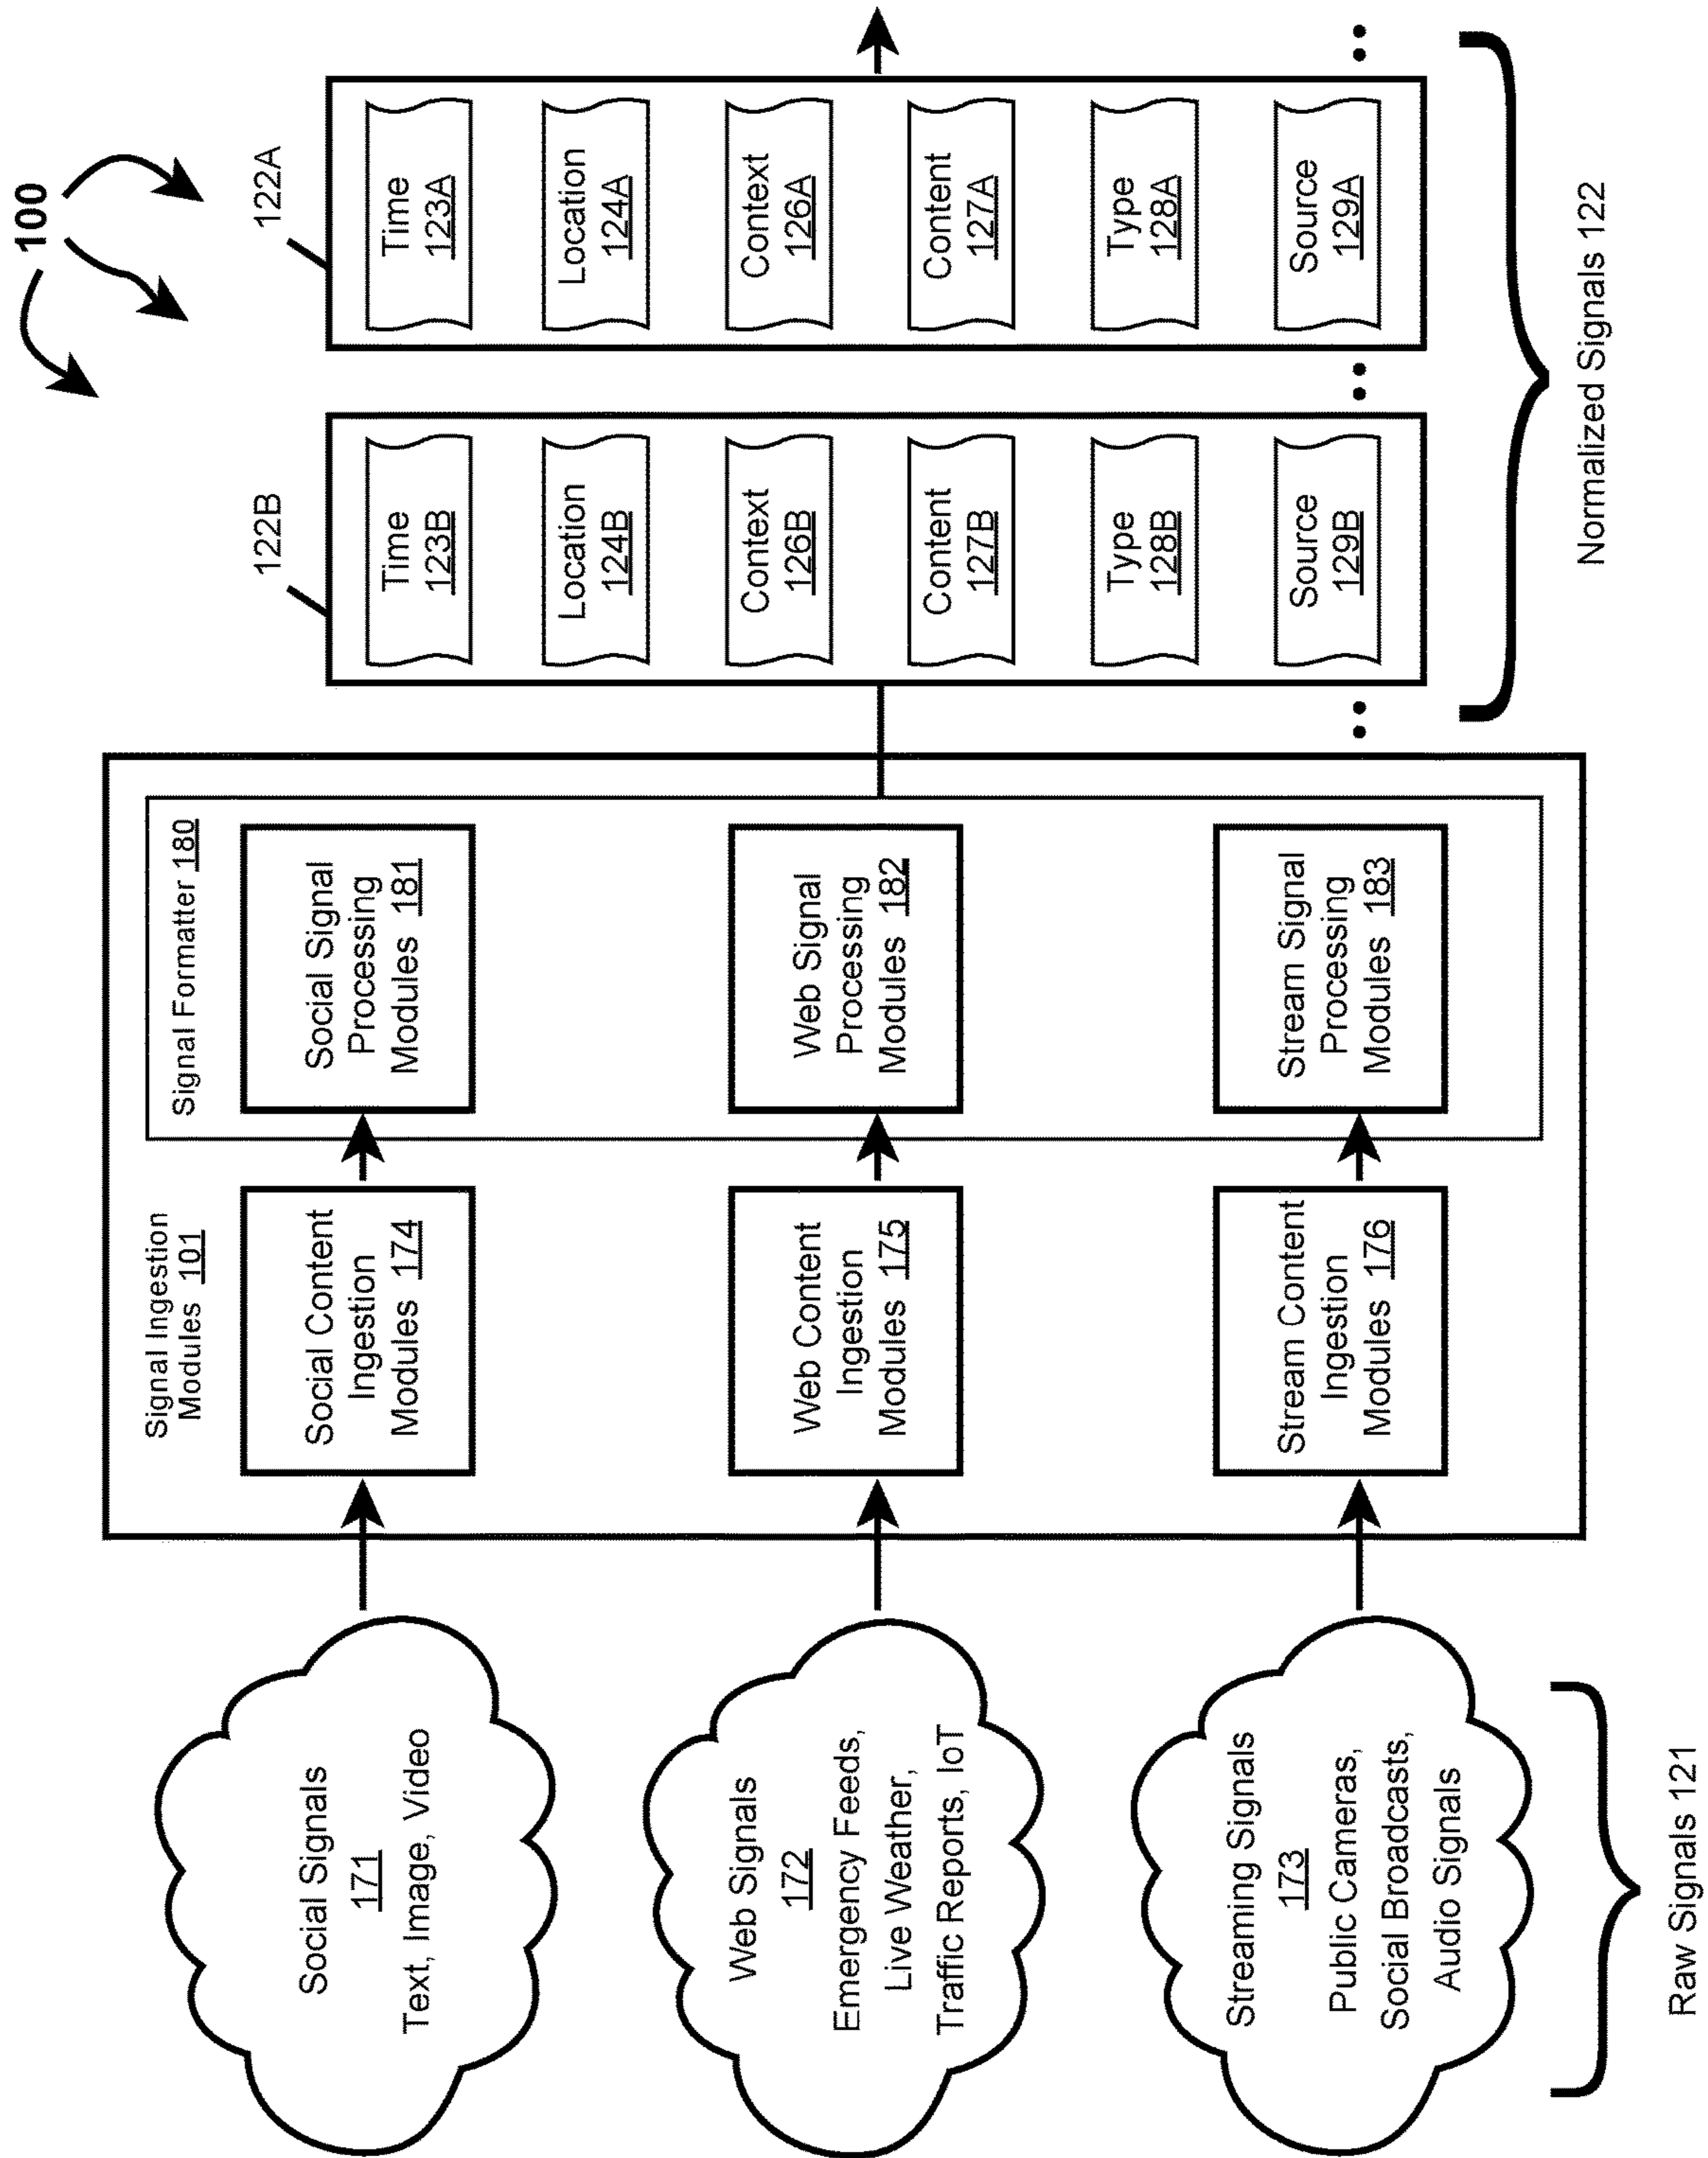 100
Social Signals
171
Text, Image, Video
Web Signals
172
Emergency Feeds,
Live Weather,
Traffic Reports, IoT
Streaming Signals
173
Public Cameras,
Social Broadcasts,
Audio Signals
Raw Signals 121
Signal Ingestion
Modules 101
Social Content
Ingestion
Modules 174
Web Content
Ingestion
Modules 175
Stream Content
Ingestion
Modules 176
Signal Formatter 180
Social Signal
Processing
Modules 181
Web Signal
Processing
Modules 182
Stream Signal
Processing
Modules 183
122B
Time
123B
Location
124B
Context
126B
Content
127B
Type
128B
Source
129B
122A
Time
123A
Location
124A
Context
126A
Content
127A
Type
128A
Source
129A
Normalized Signals 122